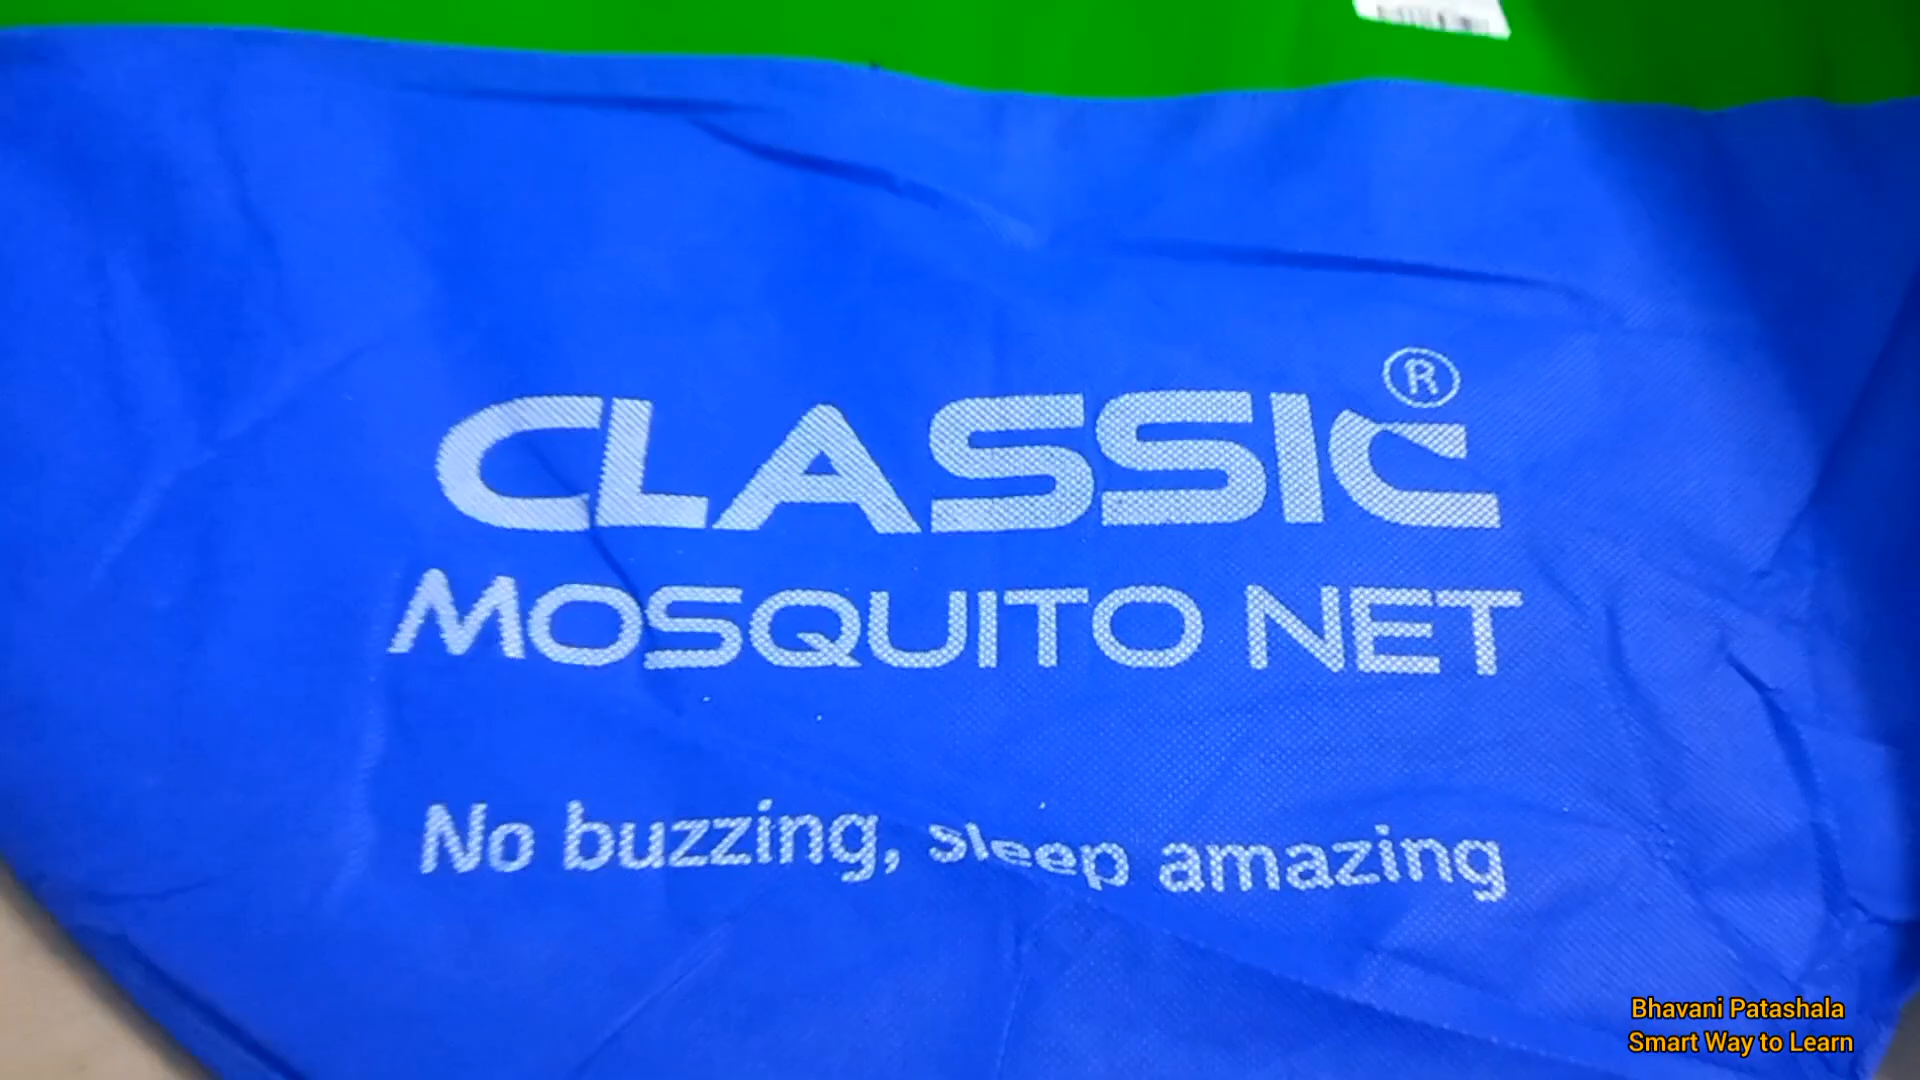 CLASSIC®
MOSQUITO NET
No buzzing, sleep amazing
Bhavani Patashala
Smart Way to Learn